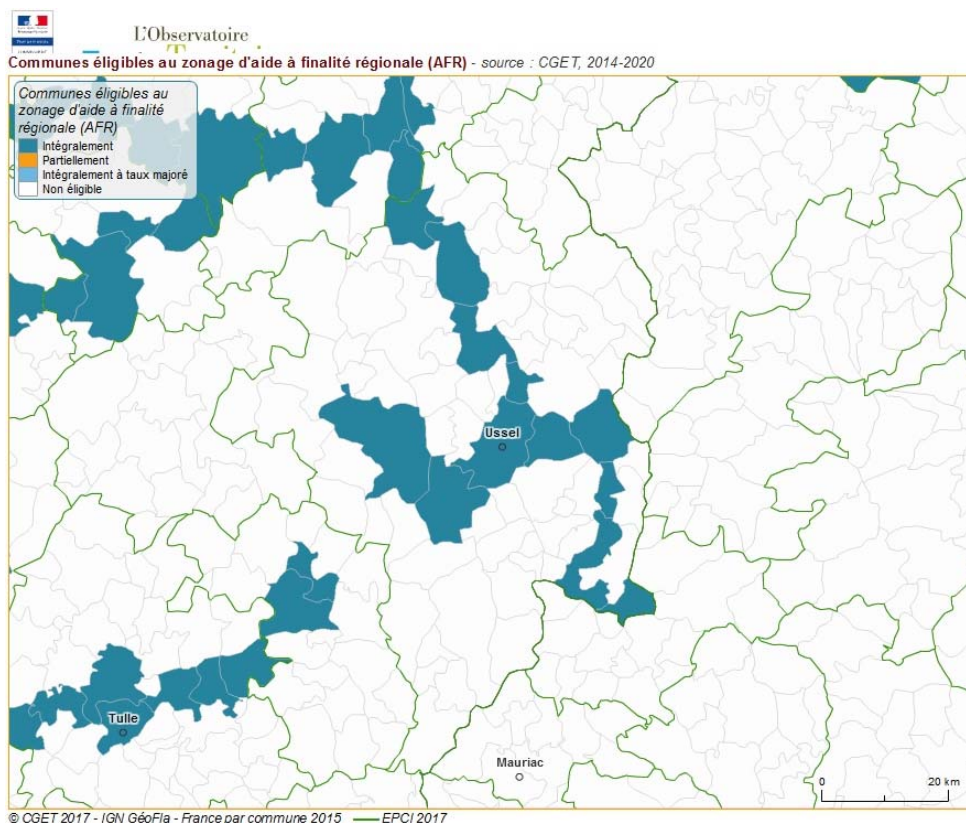 L'Observatoire
Communes éligibles au zonage d'aide à finalité régionale (AFR) - source : CGET, 2014-2020
Communes éligibles au
zonage d'aide à finalité
régionale (AFR)
Intégralement
Partiellement
Intégralement à taux majoré
Non éligible
Ussel
Tulle
Mauriac
0 20 km
© CGET 2017 - IGN GéoFla - France par commune 2015 EPCI 2017